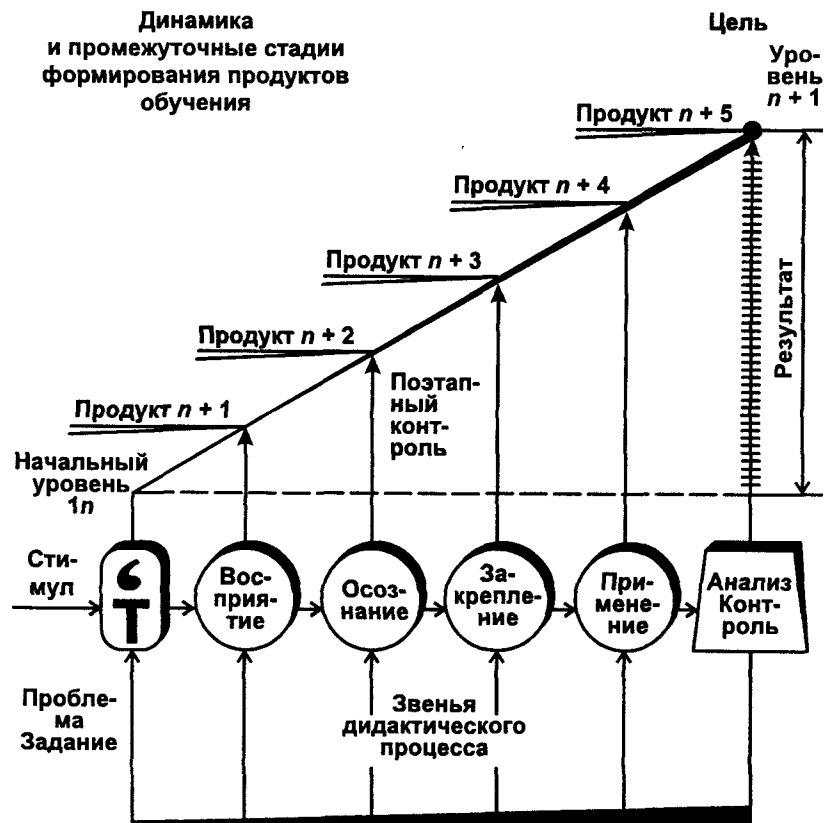 Динамика
и промежуточные стадии
формирования продуктов
обучения
Цель
Уро-
вень
n + 1
Продукт n + 5
Продукт n + 4
Продукт n + 3
Продукт n + 2
Продукт n + 1
Поэтап-
ный
конт-
роль
Результат
Начальный
уровень
1n
Сти-
мул
Т
Вос-
прия-
тие
Осоз-
нание
За-
крепле-
ние
При-
мене-
ние
Анализ
Конт-
роль
Пробле-
ма
Задание
Звенья
дидактического
процесса